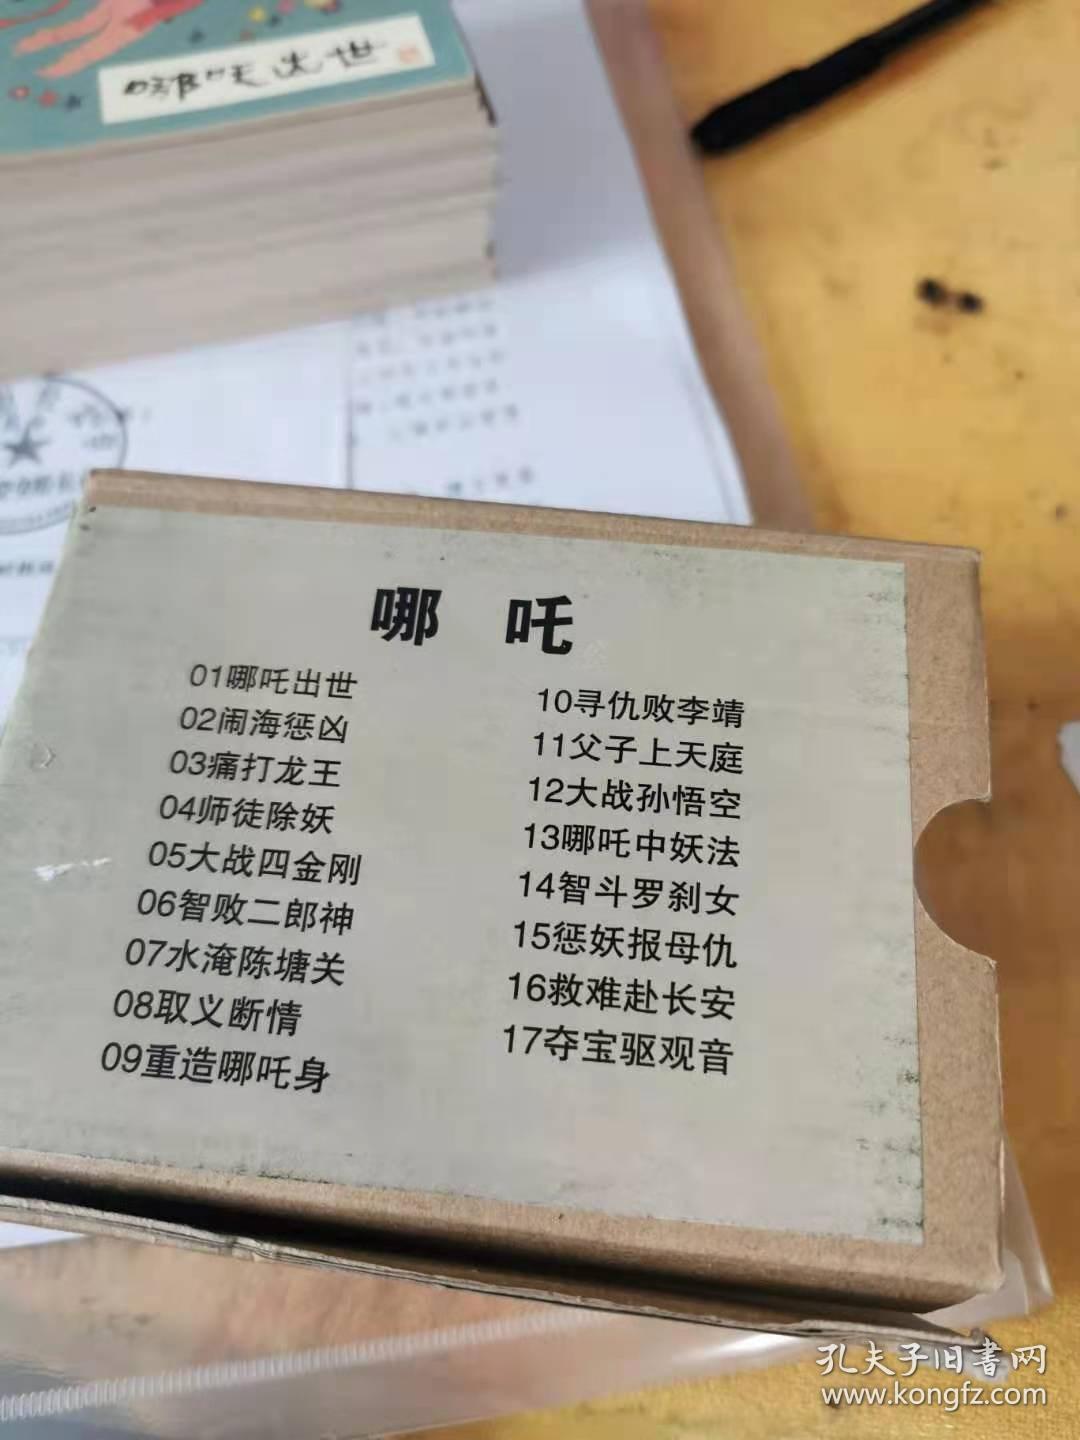 哪吒出世
哪 吒
01哪吒出世
02闹海惩凶
03痛打龙王
04师徒除妖
05大战四金刚
06智败二郎神
07水淹陈塘关
08取义断情
09重造哪吒身
10寻仇败李靖
11父子上天庭
12大战孙悟空
13哪吒中妖法
14智斗罗刹女
15惩妖报母仇
16救难赴长安
17夺宝驱观音
孔夫子旧書网
www.kongfz.com